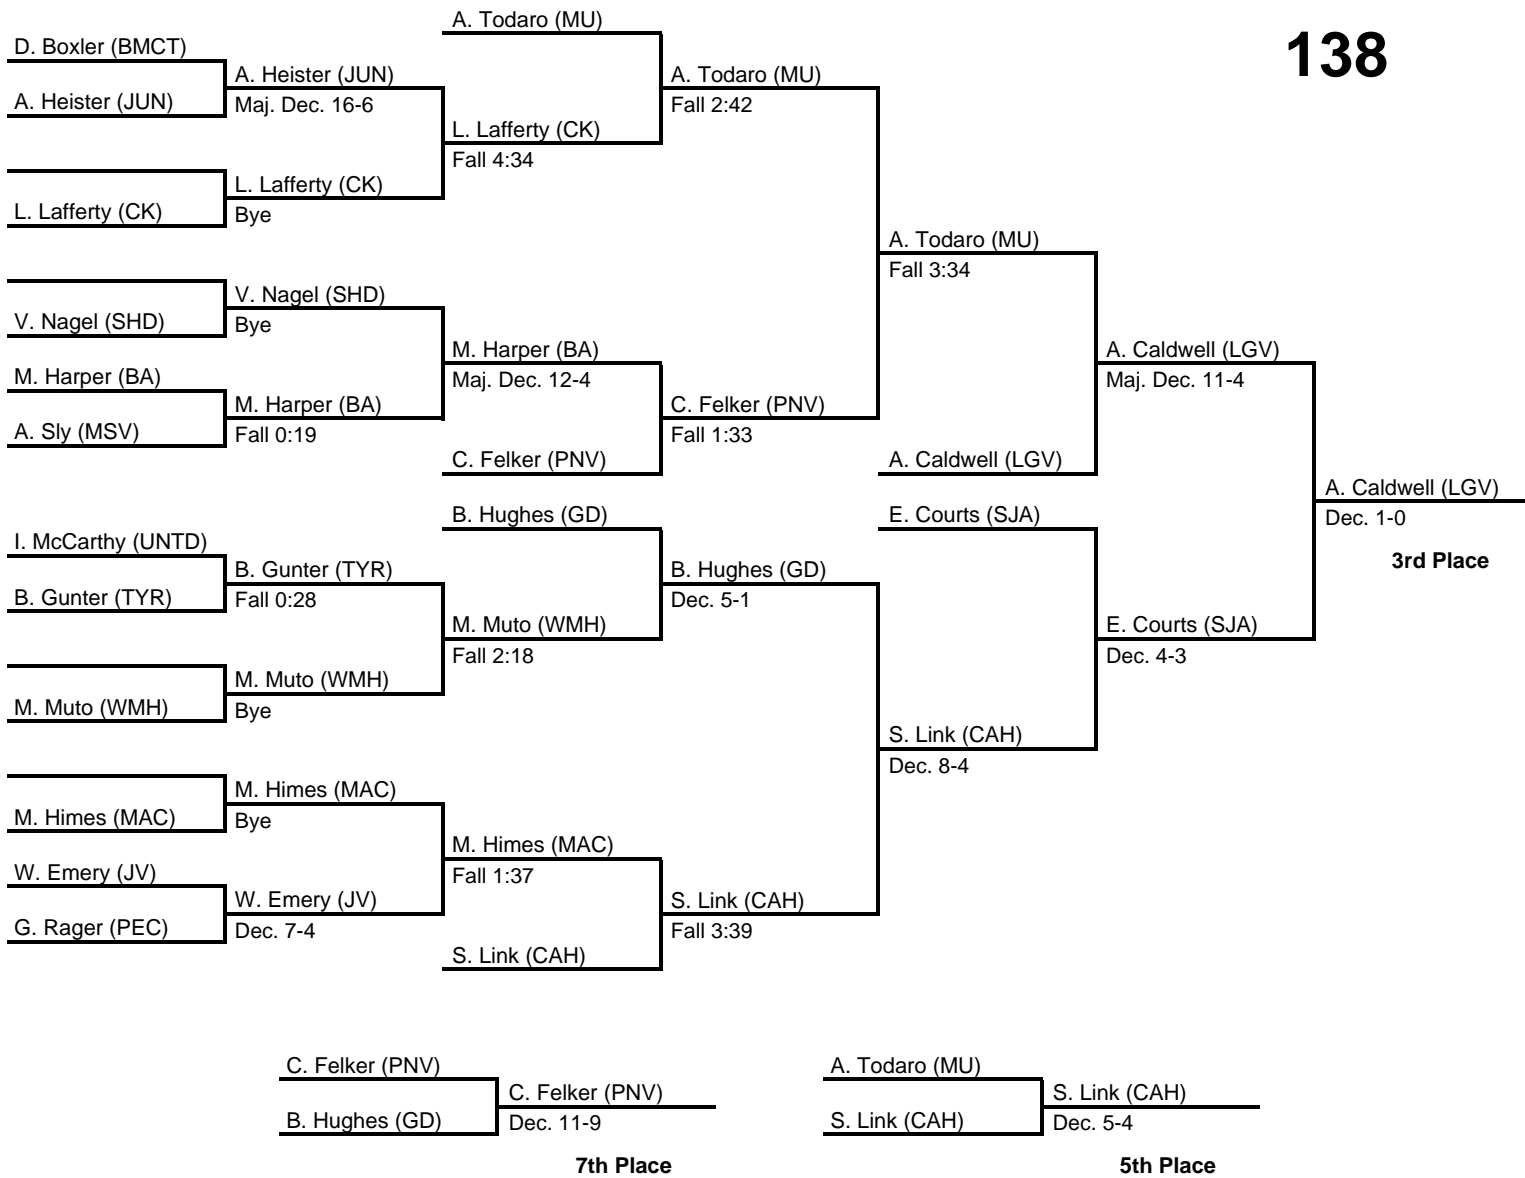 A. Todaro (MU)
138
D. Boxler (BMCT)
A. Heister (JUN)
A. Todaro (MU)
A. Heister (JUN)
Maj. Dec. 16-6
Fall 2:42
L. Lafferty (CK)
Fall 4:34
L. Lafferty (CK)
L. Lafferty (CK)
Bye
A. Todaro (MU)
Fall 3:34
V. Nagel (SHD)
V. Nagel (SHD)
Bye
M. Harper (BA)
A. Caldwell (LGV)
Maj. Dec. 12-4
Maj. Dec. 11-4
M. Harper (BA)
M. Harper (BA)
C. Felker (PNV)
A. Sly (MSV)
Fall 0:19
Fall 1:33
C. Felker (PNV)
A. Caldwell (LGV)
A. Caldwell (LGV)
Dec. 1-0
3rd Place
B. Hughes (GD)
E. Courts (SJA)
I. McCarthy (UNTD)
B. Gunter (TYR)
B. Hughes (GD)
B. Gunter (TYR)
Fall 0:28
Dec. 5-1
M. Muto (WMH)
E. Courts (SJA)
Fall 2:18
Dec. 4-3
M. Muto (WMH)
M. Muto (WMH)
Bye
S. Link (CAH)
Dec. 8-4
M. Himes (MAC)
M. Himes (MAC)
Bye
M. Himes (MAC)
Fall 1:37
W. Emery (JV)
W. Emery (JV)
S. Link (CAH)
G. Rager (PEC)
Dec. 7-4
Fall 3:39
S. Link (CAH)
C. Felker (PNV)
A. Todaro (MU)
C. Felker (PNV)
S. Link (CAH)
B. Hughes (GD)
Dec. 11-9
S. Link (CAH)
Dec. 5-4
7th Place
5th Place